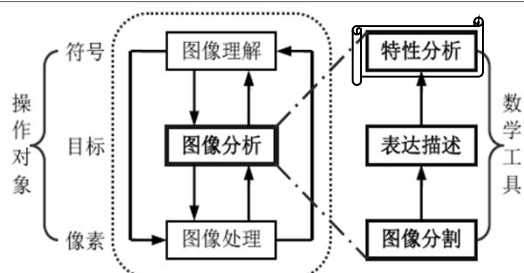 符号
图像理解
特性分析
操作对象
目标
图像分析
表达描述
数学工具
像素
图像处理
图像分割